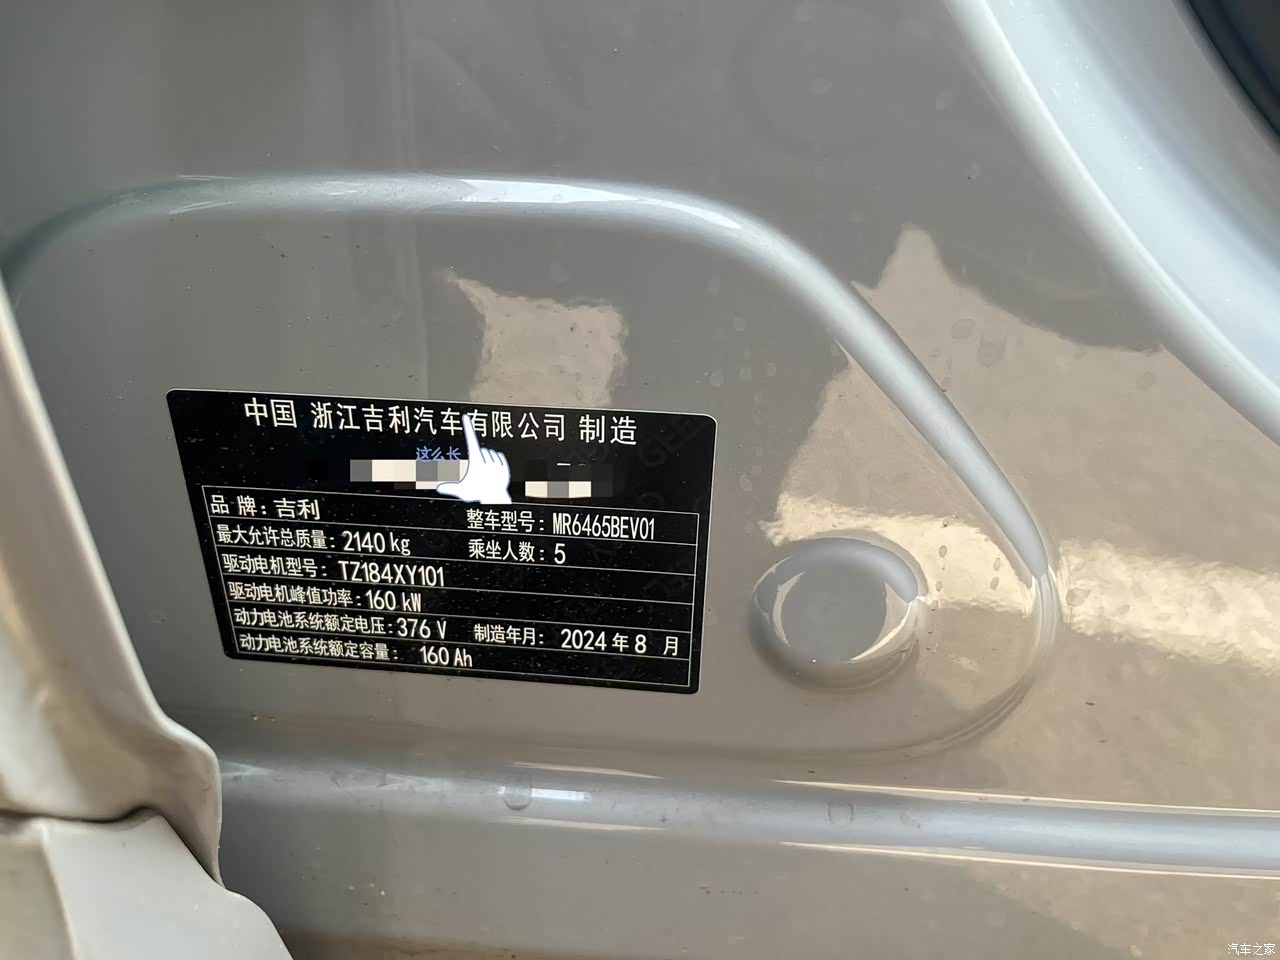 中国 浙江吉利汽车有限公司 制造
这么长
品 牌：吉利 整车型号：MR6465BEV01
最大允许总质量：2140 kg 乘坐人数：5
驱动电机型号：TZ184XY101
驱动电机峰值功率：160 kW
动力电池系统额定电压：376 V 制造年月：2024 年 8 月
动力电池系统额定容量：160 Ah
汽车之家